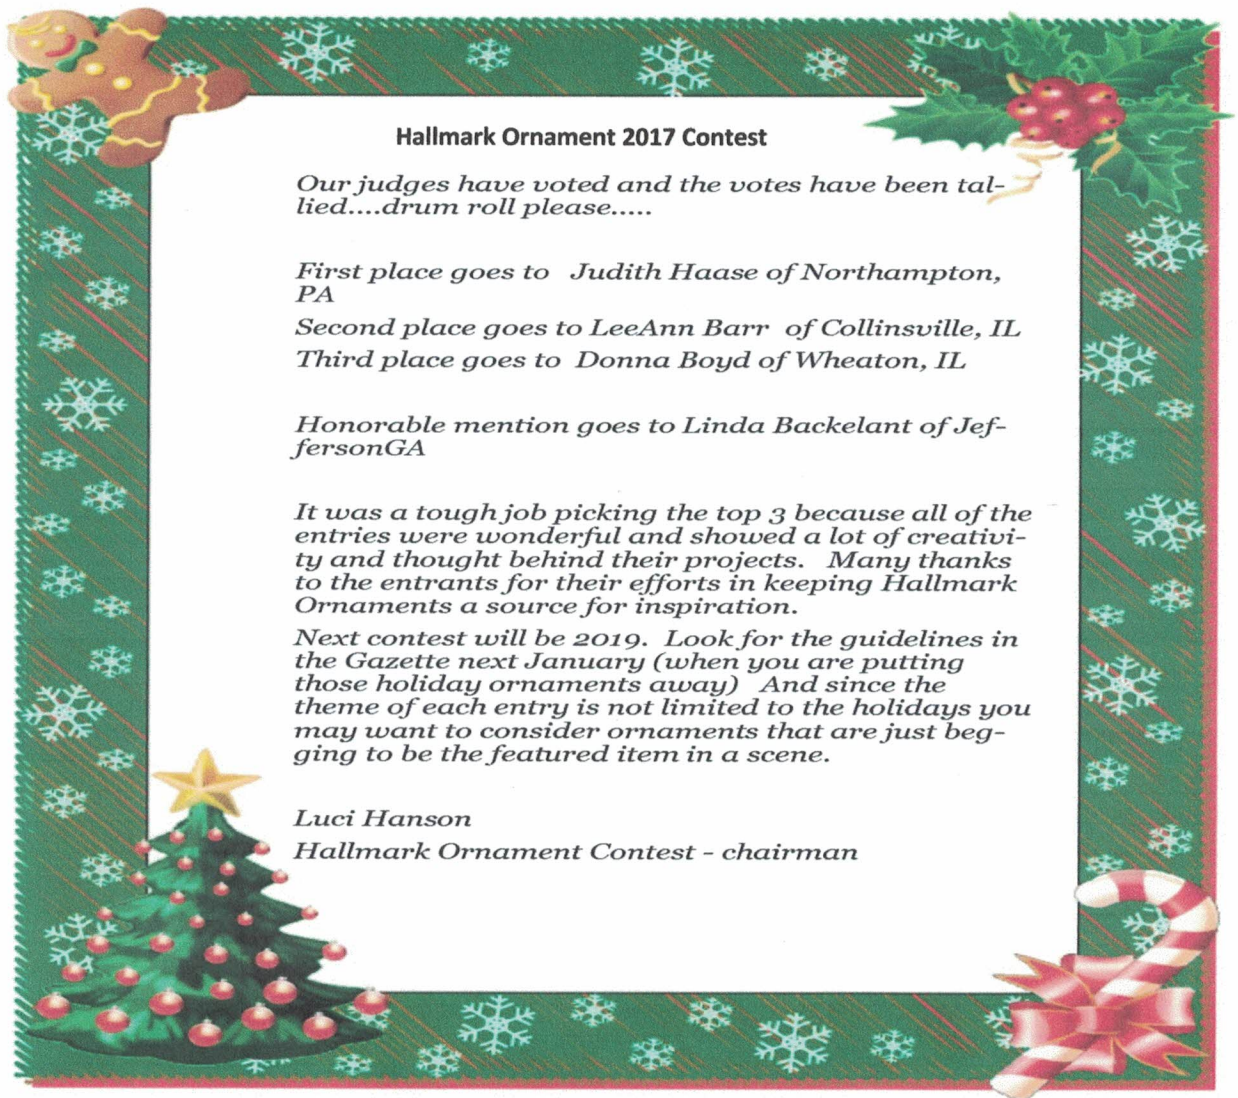 Hallmark Ornament 2017 Contest
Our judges have voted and the votes have been tal-
lied....drum roll please.....
First place goes to   Judith Haase of Northampton,
PA
Second place goes to LeeAnn Barr  of Collinsville, IL
Third place goes to  Donna Boyd of Wheaton, IL
Honorable mention goes to Linda Backelant of Jef-
fersonGA
It was a tough job picking the top 3 because all of the
entries were wonderful and showed a lot of creativi-
ty and thought behind their projects.   Many thanks
to the entrants for their efforts in keeping Hallmark
Ornaments a source for inspiration.
Next contest will be 2019.  Look for the guidelines in
the Gazette next January (when you are putting
those holiday ornaments away)   And since the
theme of each entry is not limited to the holidays you
may want to consider ornaments that are just beg-
ging to be the featured item in a scene.
Luci Hanson
Hallmark Ornament Contest - chairman